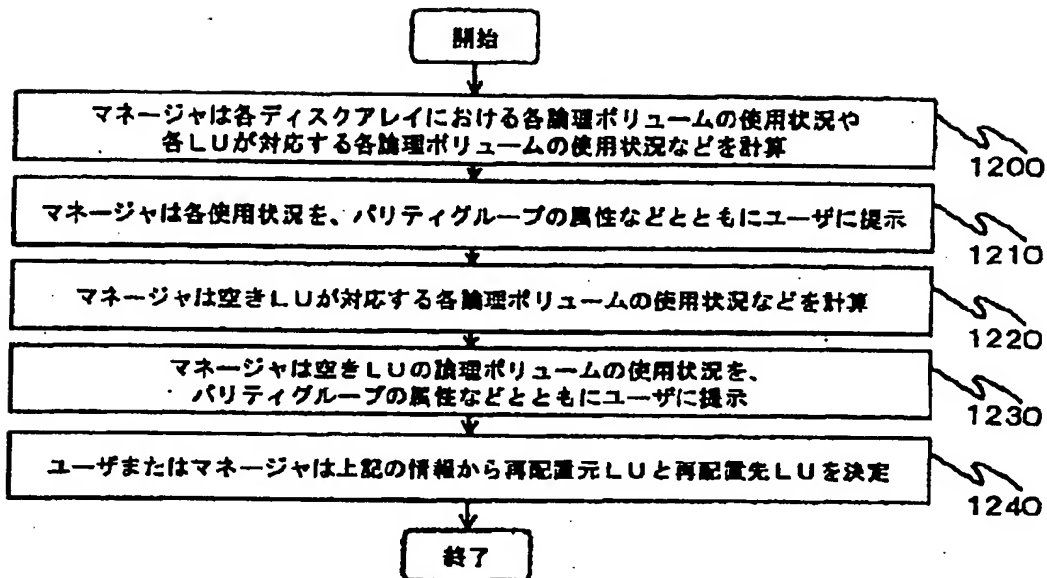 開始
マネージャは各ディスクアレイにおける各論理ボリュームの使用状況や
各LUが対応する各論理ボリュームの使用状況などを計算
1200
マネージャは各使用状況を、パリティグループの属性などとともにユーザに提示
1210
マネージャは空きLUが対応する各論理ボリュームの使用状況などを計算
1220
マネージャは空きLUの論理ボリュームの使用状況を、
パリティグループの属性などとともにユーザに提示
1230
ユーザまたはマネージャは上記の情報から再配置元LUと再配置先LUを決定
1240
終了